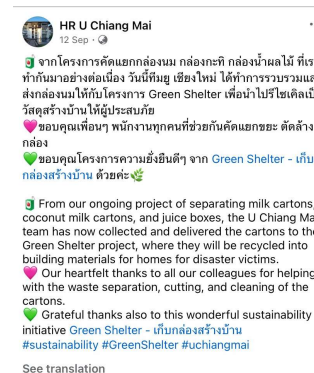 HR U Chiang Mai
12 Sep ·
🧃จากโครงการคัดแยกกล่องนม กล่องกะทิ กล่องน้ำผลไม้ ที่เร
ทำกันมาอย่างต่อเนื่อง วันนี้ทีมยู เชียงใหม่ ได้ทำการรวบรวมแล
ส่งกล่องนมให้กับโครงการ Green Shelter เพื่อนำไปรีไซเคิลเป็
วัสดุสร้างบ้านให้ผู้ประสบภัย
💗ขอบคุณเพื่อนๆ พนักงานทุกคนที่ช่วยกันคัดแยกขยะ ตัดล้าง
กล่อง
💚ขอบคุณโครงการความยั่งยืนดีๆ จาก Green Shelter - เก็บ
กล่องสร้างบ้าน ด้วยค่ะ🌿
🧃 From our ongoing project of separating milk cartons,
coconut milk cartons, and juice boxes, the U Chiang Ma
team has now collected and delivered the cartons to the
Green Shelter project, where they will be recycled into
building materials for homes for disaster victims.
💗 Our heartfelt thanks to all our colleagues for helping
with the waste separation, cutting, and cleaning of the
cartons.
💚 Grateful thanks also to this wonderful sustainability
initiative Green Shelter - เก็บกล่องสร้างบ้าน
#sustainability #GreenShelter #uchiangmai
See translation